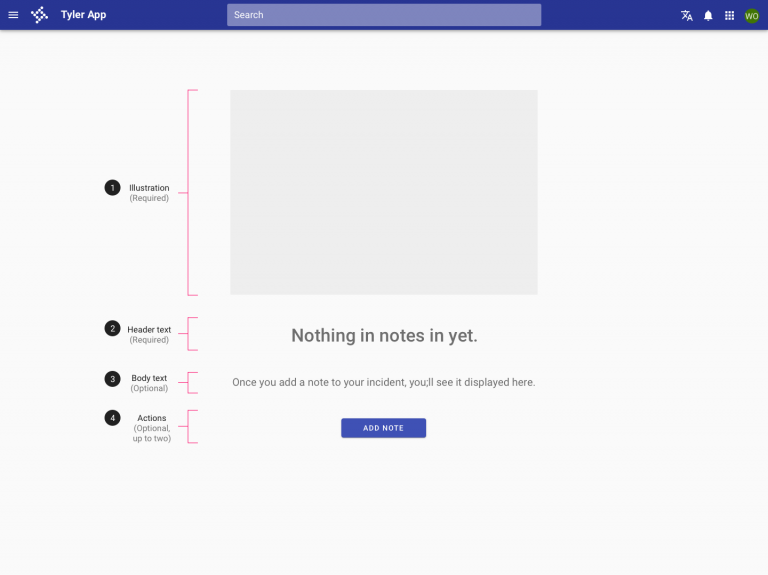 Tyler App
Search
WO
1
Illustration
(Required)
2
Header text
(Required)
Nothing in notes in yet.
3
Body text
(Optional)
Once you add a note to your incident, you;ll see it displayed here.
4
Actions
(Optional,
up to two)
ADD NOTE